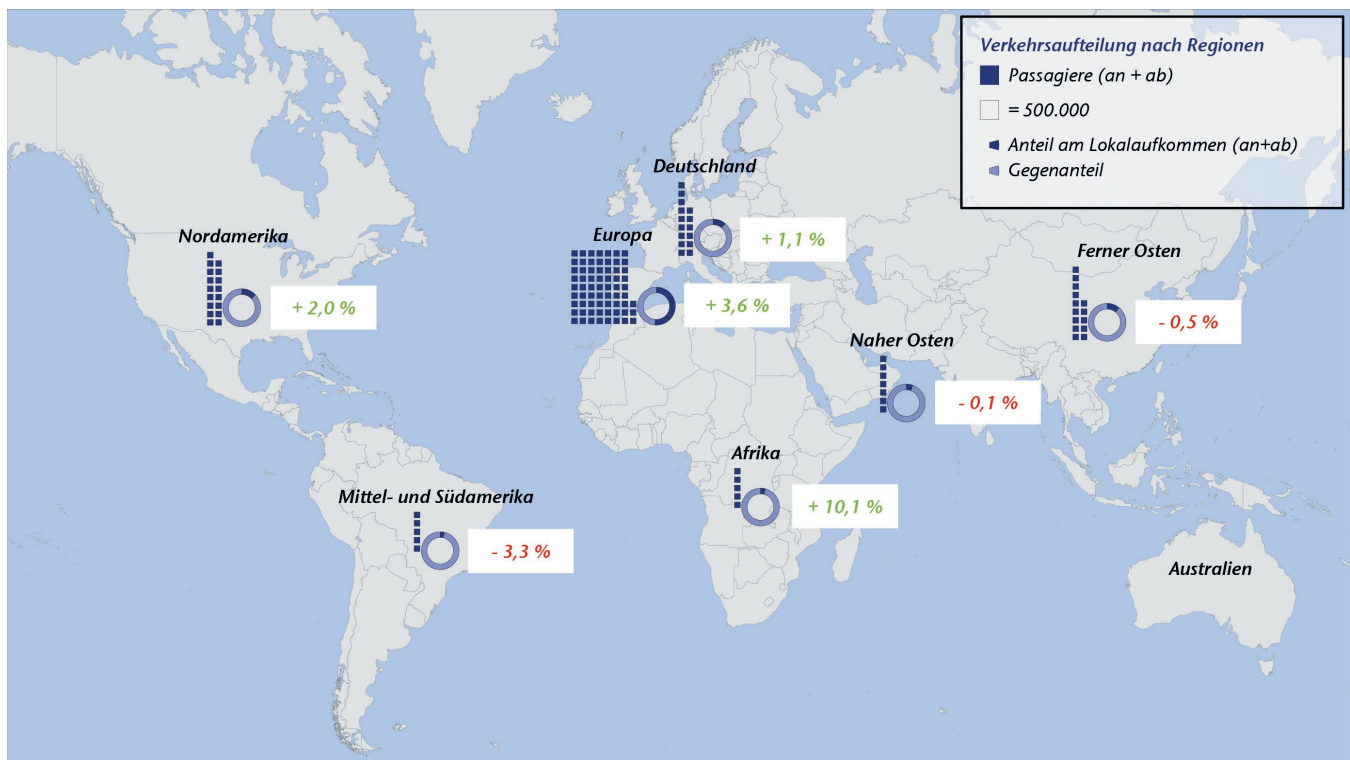 Verkehrsaufteilung nach Regionen
Passagiere (an + ab)
= 500.000
Anteil am Lokalaufkommen (an+ab)
Gegenanteil
Deutschland
+ 1,1 %
Nordamerika
+ 2,0 %
Europa
+ 3,6 %
Ferner Osten
- 0,5 %
Naher Osten
- 0,1 %
Afrika
+ 10,1 %
Mittel- und Südamerika
- 3,3 %
Australien